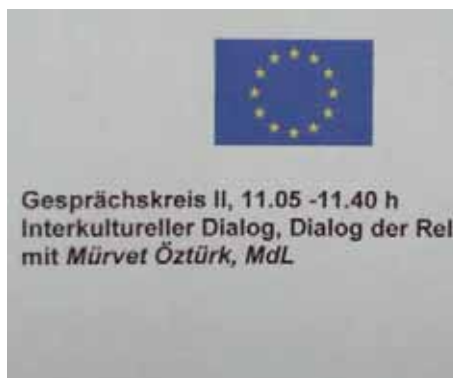 Gesprächskreis II, 11.05 -11.40 h
Interkultureller Dialog, Dialog der Rel
mit Mürvet Öztürk, MdL